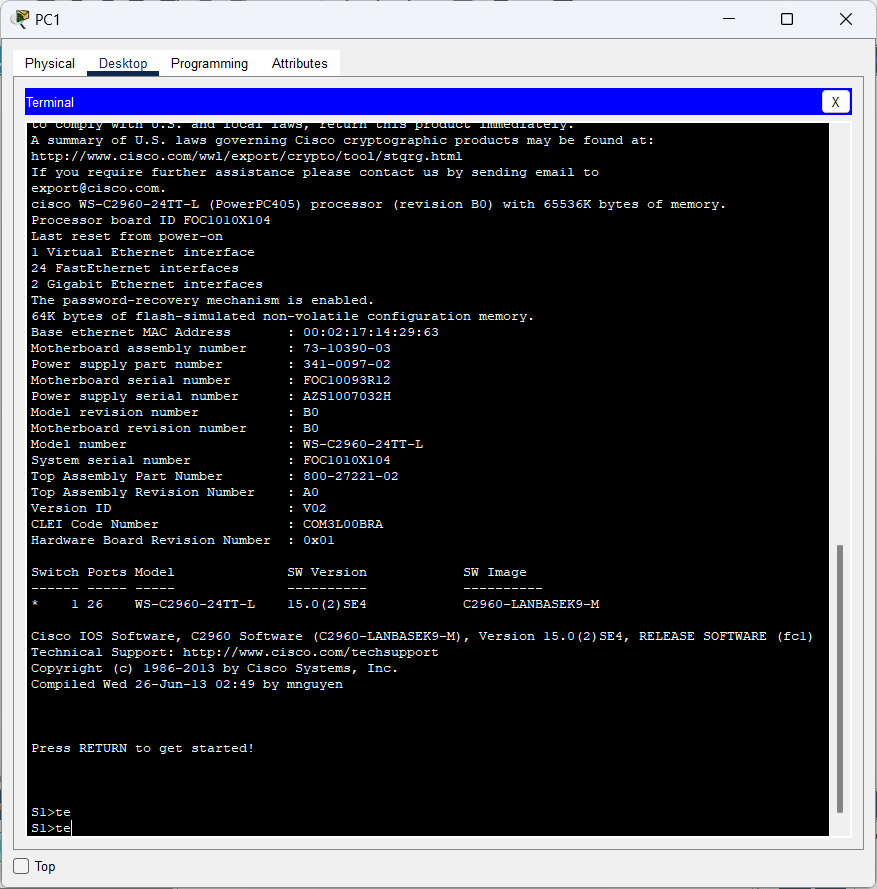 PC1
Physical Desktop Programming Attributes
Terminal X
to comply with U.S. and local laws, return this product immediately.
A summary of U.S. laws governing Cisco cryptographic products may be found at:
http://www.cisco.com/wwl/export/crypto/tool/stqrg.html
If you require further assistance please contact us by sending email to
export@cisco.com.
cisco WS-C2960-24TT-L (PowerPC405) processor (revision B0) with 65536K bytes of memory.
Processor board ID FOC1010X104
Last reset from power-on
1 Virtual Ethernet interface
24 FastEthernet interfaces
2 Gigabit Ethernet interfaces
The password-recovery mechanism is enabled.
64K bytes of flash-simulated non-volatile configuration memory.
Base ethernet MAC Address : 00:02:17:14:29:63
Motherboard assembly number : 73-10390-03
Power supply part number : 341-0097-02
Motherboard serial number : FOC10093R12
Power supply serial number : AZS1007032H
Model revision number : B0
Motherboard revision number : B0
Model number : WS-C2960-24TT-L
System serial number : FOC1010X104
Top Assembly Part Number : 800-27221-02
Top Assembly Revision Number : A0
Version ID : V02
CLEI Code Number : COM3L00BRA
Hardware Board Revision Number : 0x01
Switch Ports Model SW Version SW Image
------ ----- ----- ---------- ----------
* 1 26 WS-C2960-24TT-L 15.0(2)SE4 C2960-LANBASEK9-M
Cisco IOS Software, C2960 Software (C2960-LANBASEK9-M), Version 15.0(2)SE4, RELEASE SOFTWARE (fc1)
Technical Support: http://www.cisco.com/techsupport
Copyright (c) 1986-2013 by Cisco Systems, Inc.
Compiled Wed 26-Jun-13 02:49 by mnguyen
Press RETURN to get started!
S1>te
S1>te
Top